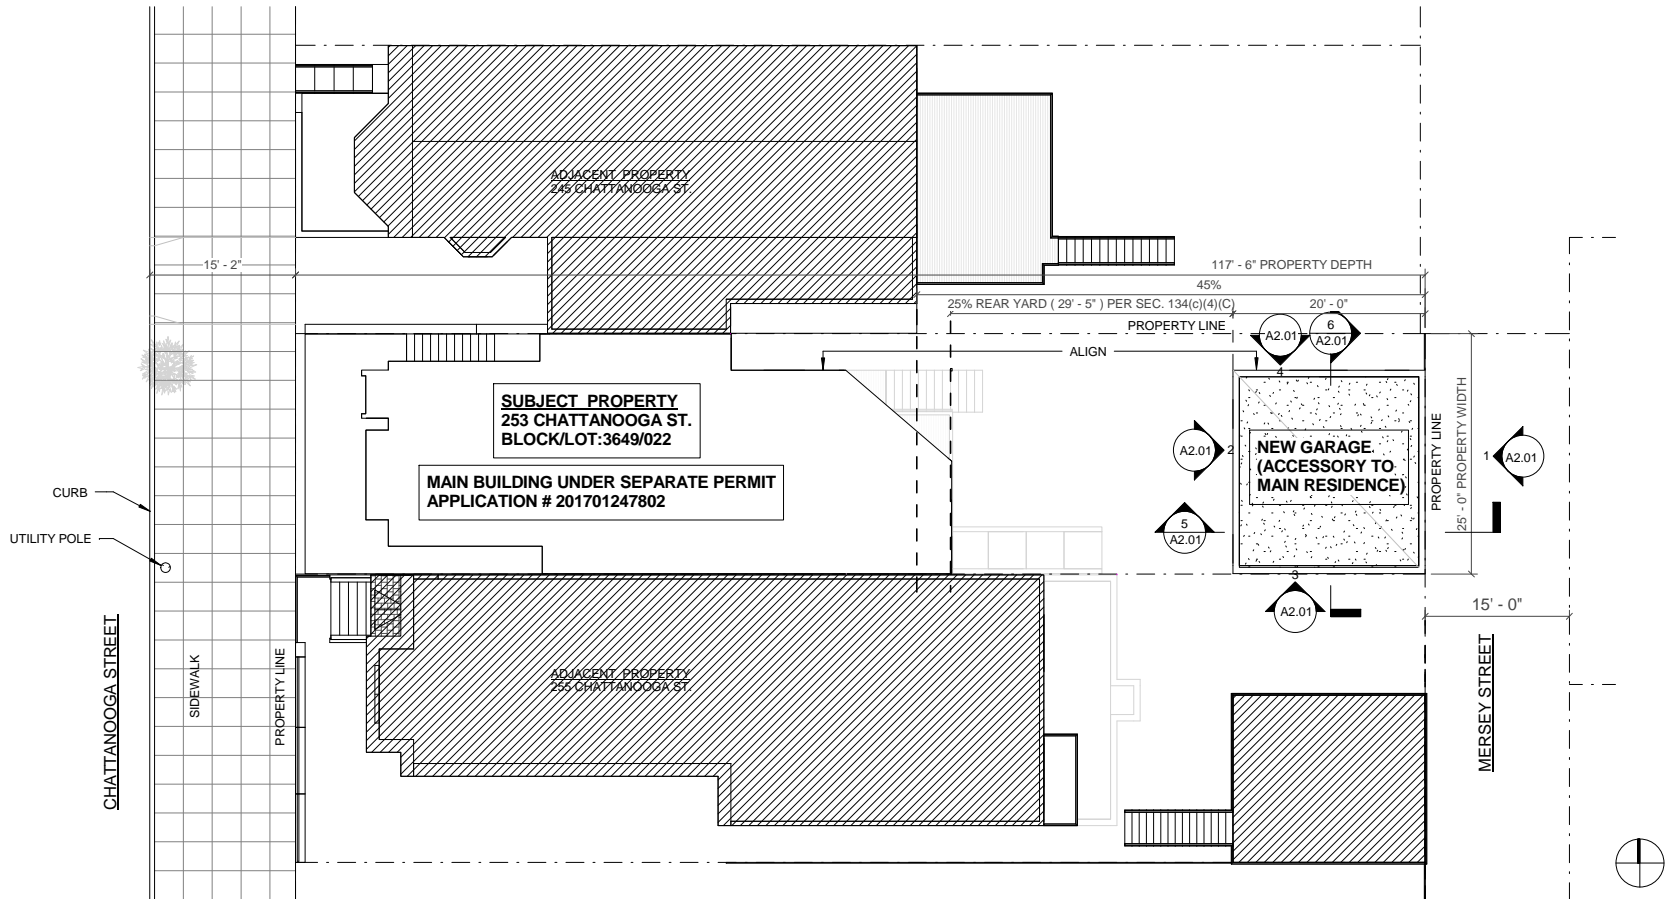 ADJACENT PROPERTY
245 CHATTANOOGA ST.
15' - 2"
117' - 6" PROPERTY DEPTH
45%
25% REAR YARD ( 29' - 5" ) PER SEC. 134(c)(4)(C)
20' - 0"
PROPERTY LINE
ALIGN
A2.01
4
6
A2.01
SUBJECT PROPERTY
253 CHATTANOOGA ST.
BLOCK/LOT:3649/022
MAIN BUILDING UNDER SEPARATE PERMIT
APPLICATION # 201701247802
A2.01
2
NEW GARAGE
(ACCESSORY TO
MAIN RESIDENCE)
PROPERTY LINE
25' - 0" PROPERTY WIDTH
1
A2.01
5
A2.01
3
A2.01
CURB
UTILITY POLE
15' - 0"
CHATTANOOGA STREET
SIDEWALK
PROPERTY LINE
ADJACENT PROPERTY
255 CHATTANOOGA ST.
MERSEY STREET